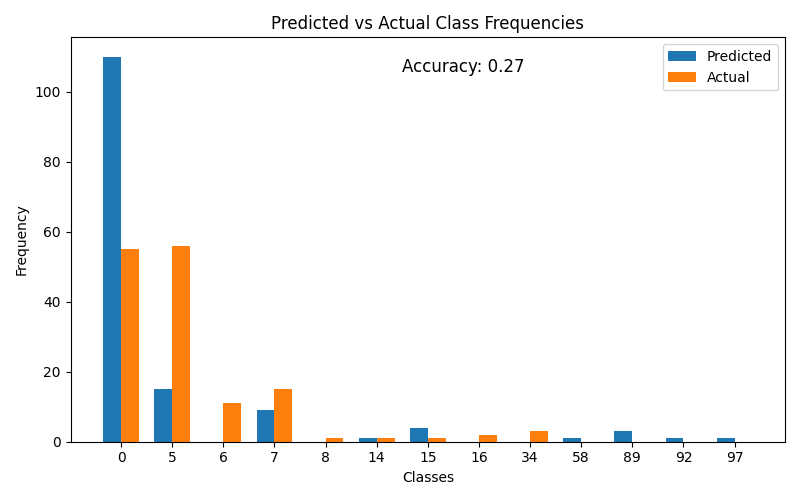 Predicted vs Actual Class Frequencies
Accuracy: 0.27
Predicted
Actual
Frequency
100
80
60
40
20
0
0 5 6 7 8 14 15 16 34 58 89 92 97
Classes